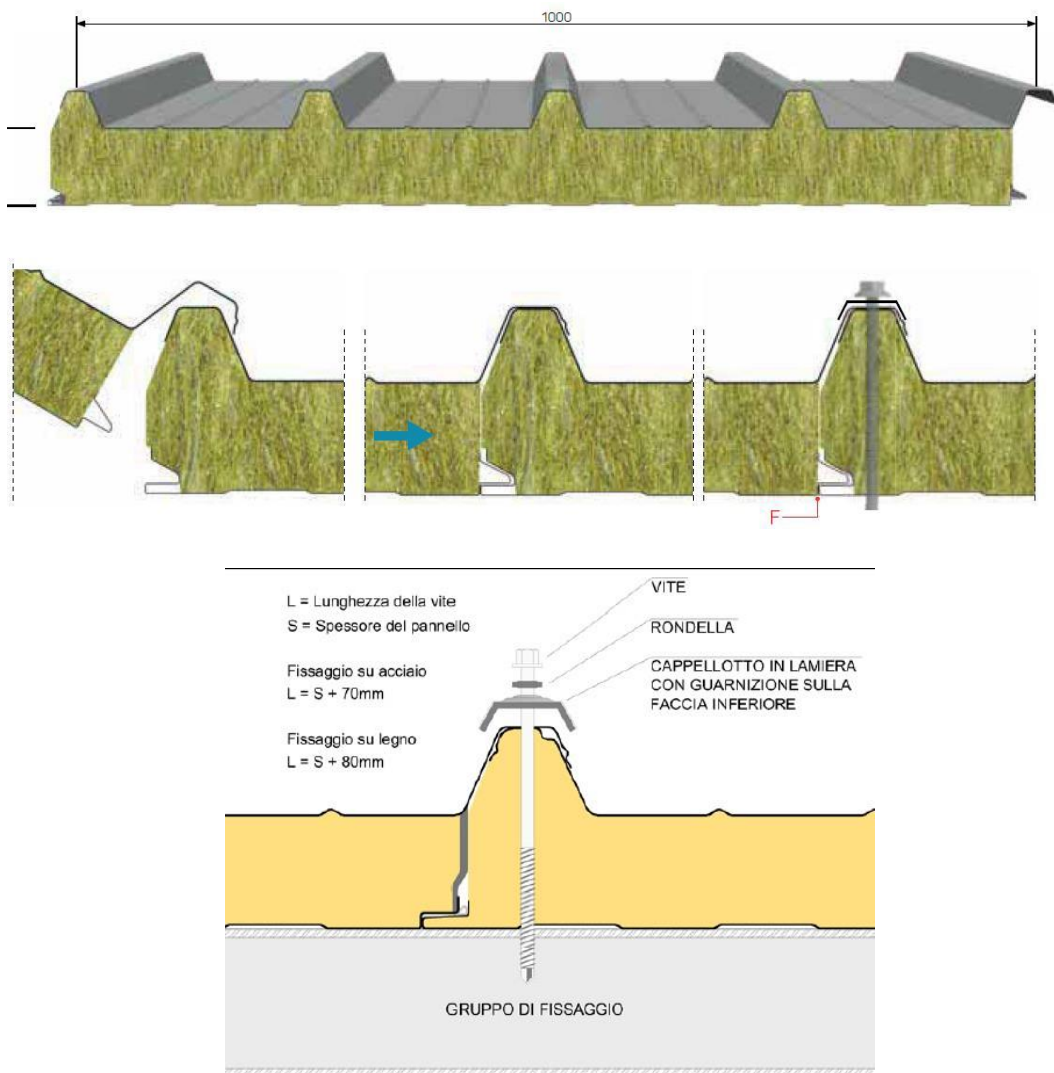 1000
F
L = Lunghezza della vite
S = Spessore del pannello
Fissaggio su acciaio
L = S + 70mm
Fissaggio su legno
L = S + 80mm
VITE
RONDELLA
CAPPELLOTTO IN LAMIERA
CON GUARNIZIONE SULLA
FACCIA INFERIORE
GRUPPO DI FISSAGGIO